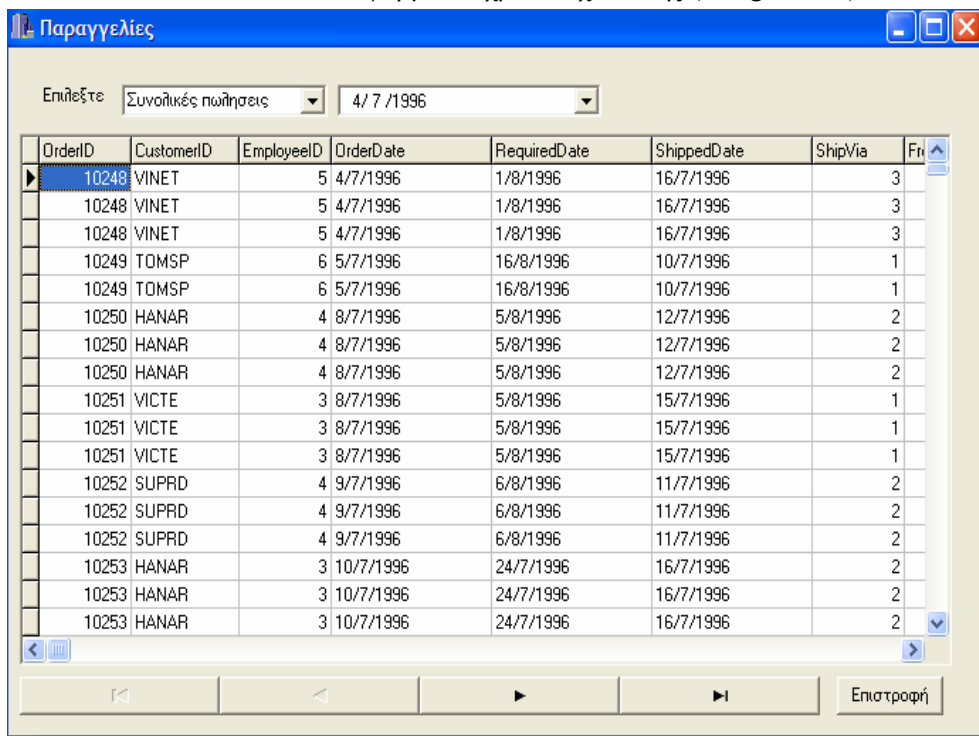 Παραγγελίες
Επιλεξτε Συνολικές πωλησεις 4/ 7 /1996
OrderID CustomerID EmployeeID OrderDate RequiredDate ShippedDate ShipVia
10248 VINET 5 4/7/1996 1/8/1996 16/7/1996 3
10248 VINET 5 4/7/1996 1/8/1996 16/7/1996 3
10248 VINET 5 4/7/1996 1/8/1996 16/7/1996 3
10249 TOMSP 6 5/7/1996 16/8/1996 10/7/1996 1
10249 TOMSP 6 5/7/1996 16/8/1996 10/7/1996 1
10250 HANAR 4 8/7/1996 5/8/1996 12/7/1996 2
10250 HANAR 4 8/7/1996 5/8/1996 12/7/1996 2
10250 HANAR 4 8/7/1996 5/8/1996 12/7/1996 2
10251 VICTE 3 8/7/1996 5/8/1996 15/7/1996 1
10251 VICTE 3 8/7/1996 5/8/1996 15/7/1996 1
10251 VICTE 3 8/7/1996 5/8/1996 15/7/1996 1
10252 SUPRD 4 9/7/1996 6/8/1996 11/7/1996 2
10252 SUPRD 4 9/7/1996 6/8/1996 11/7/1996 2
10252 SUPRD 4 9/7/1996 6/8/1996 11/7/1996 2
10253 HANAR 3 10/7/1996 24/7/1996 16/7/1996 2
10253 HANAR 3 10/7/1996 24/7/1996 16/7/1996 2
10253 HANAR 3 10/7/1996 24/7/1996 16/7/1996 2
Επιστροφή